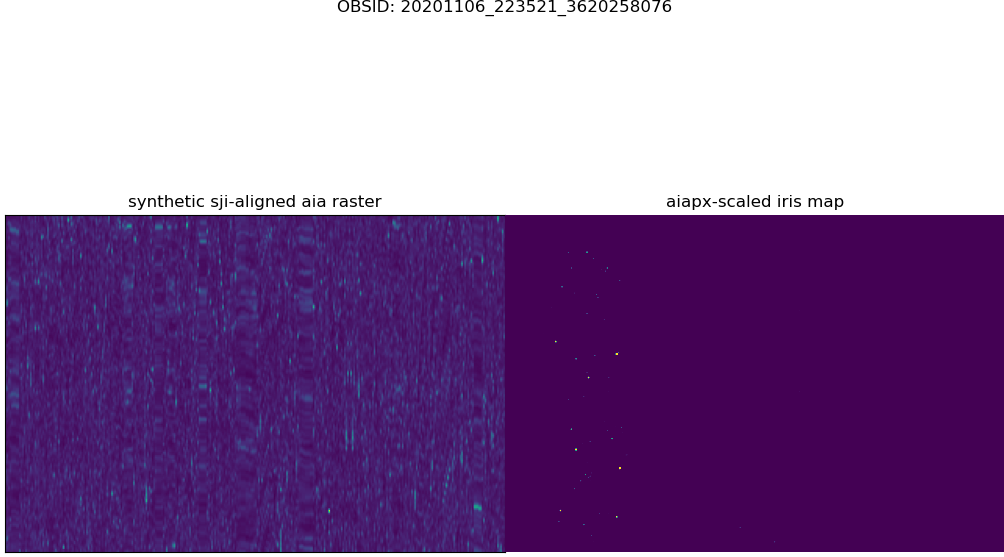 OBSID: 20201106_223521_3620258076
synthetic sji-aligned aia raster
aiapx-scaled iris map